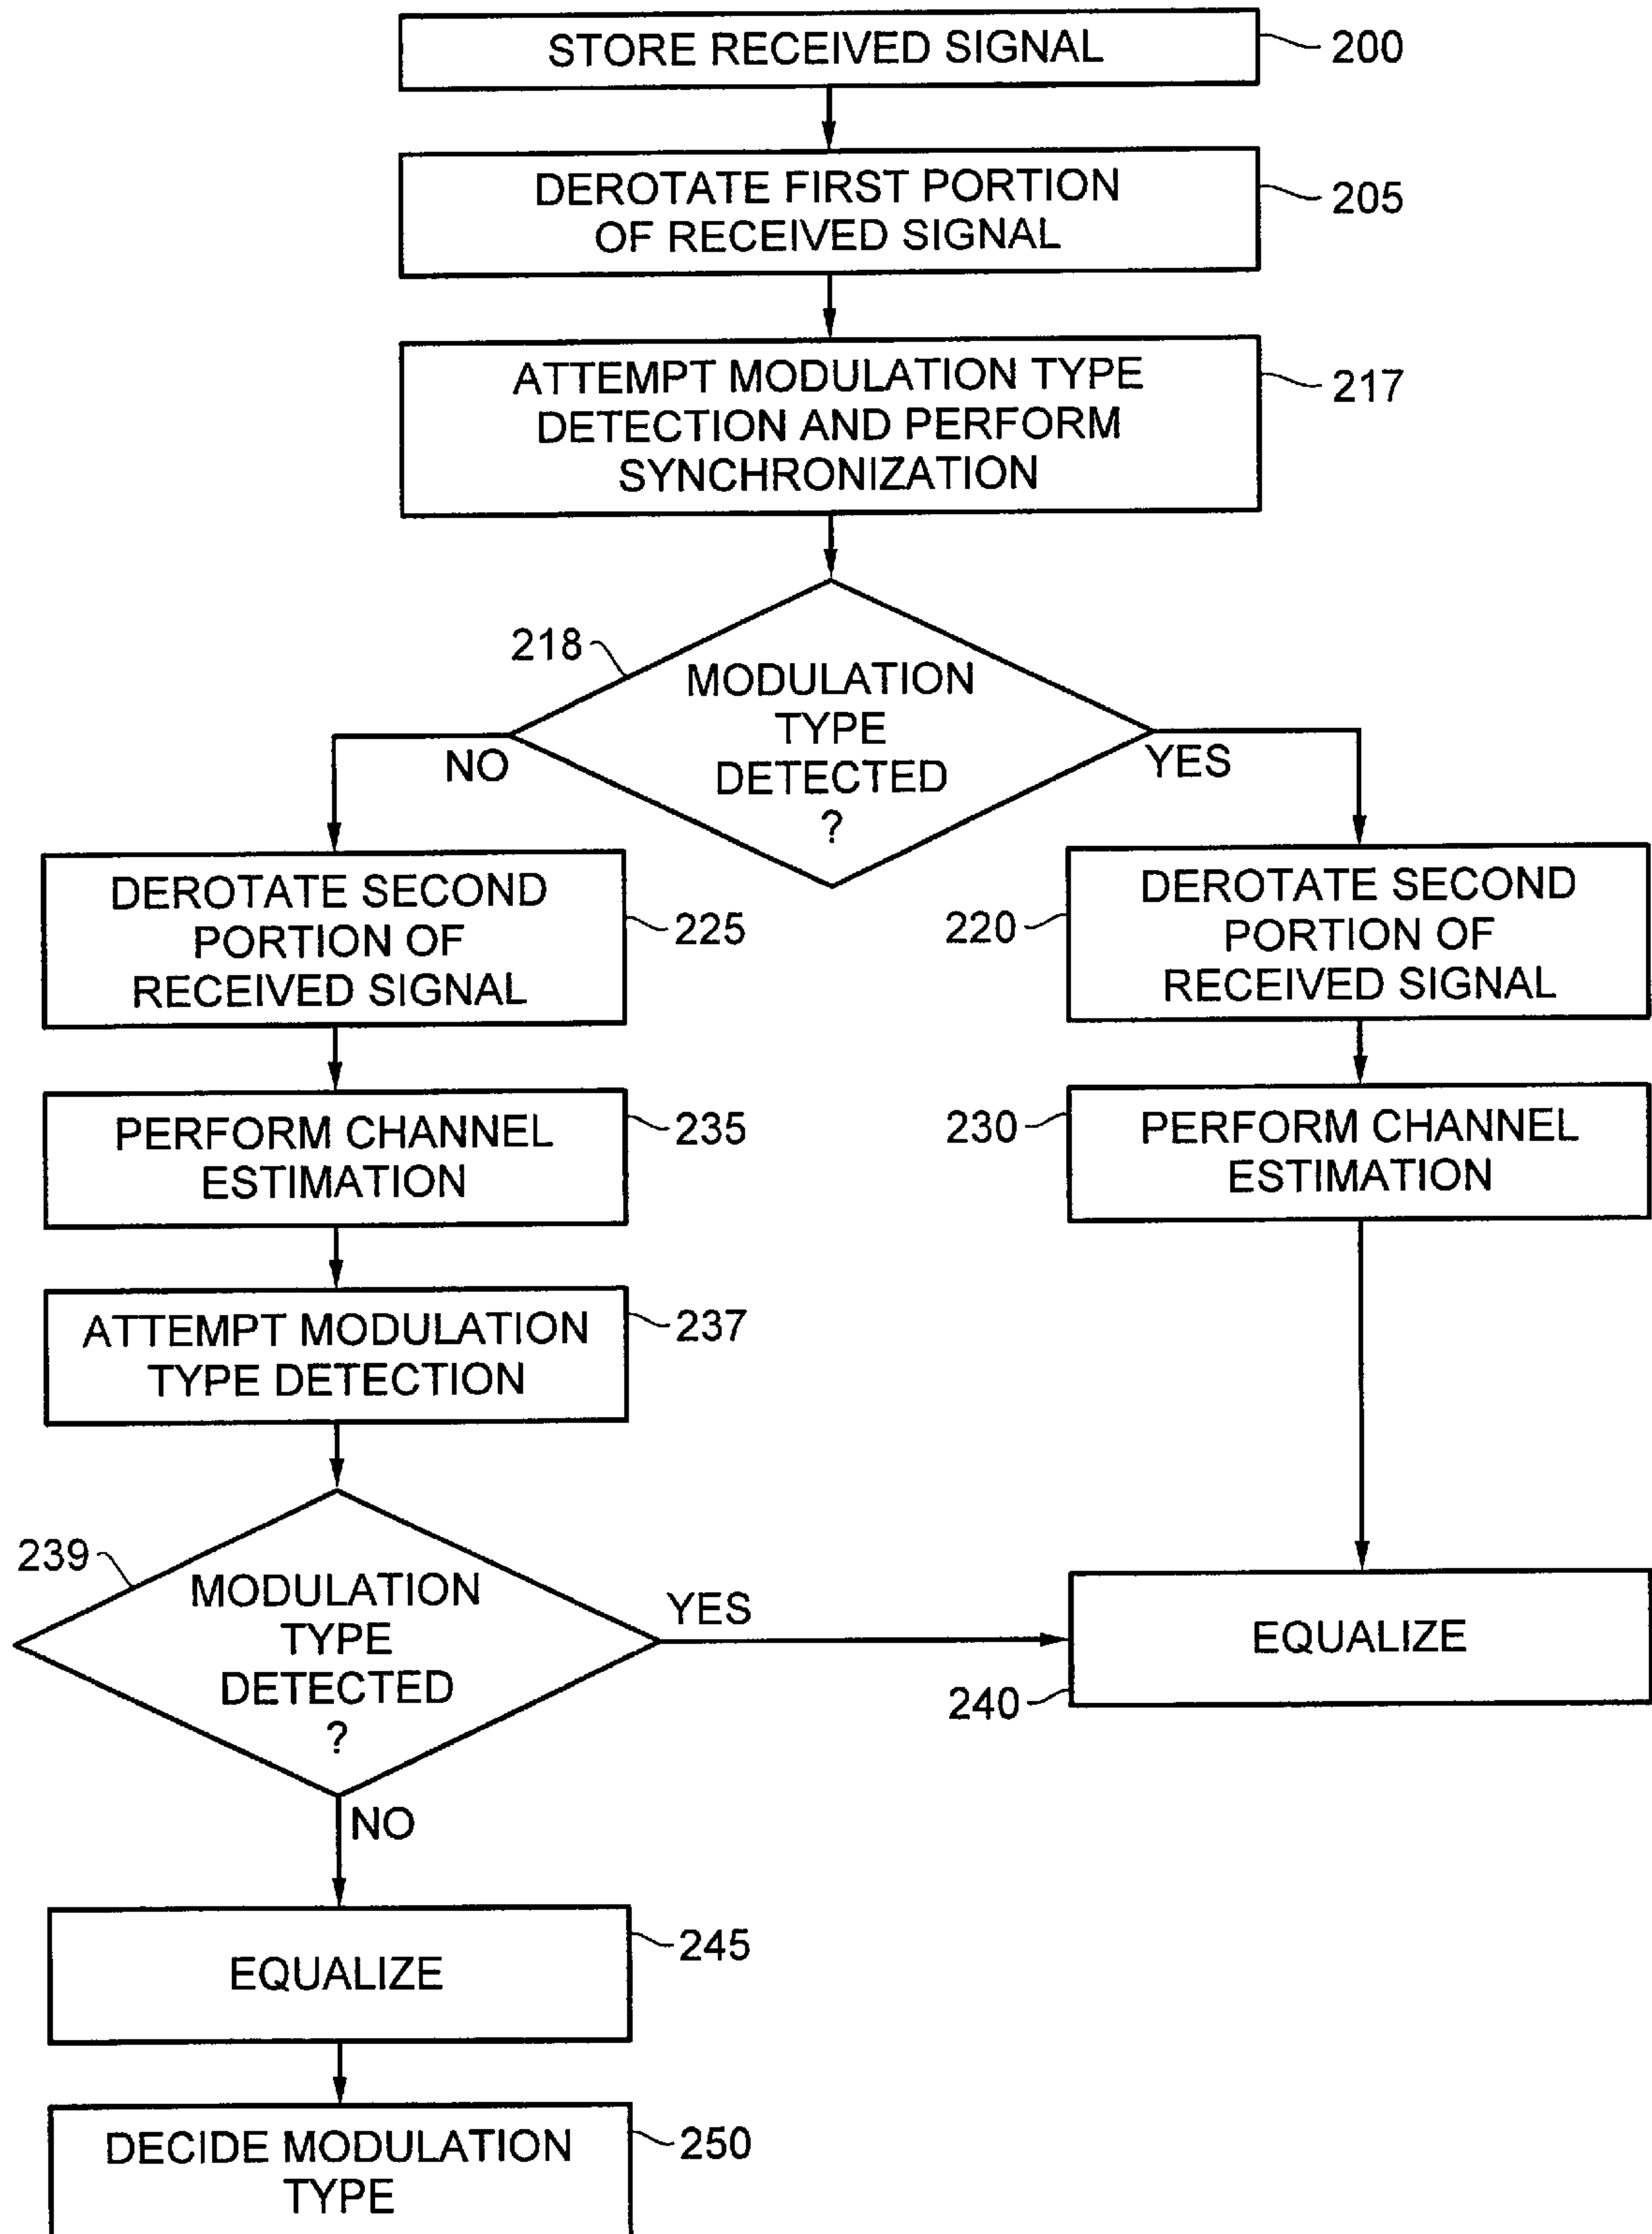 STORE RECEIVED SIGNAL
200
DEROTATE FIRST PORTION
OF RECEIVED SIGNAL
205
ATTEMPT MODULATION TYPE
DETECTION AND PERFORM
SYNCHRONIZATION
217
218
MODULATION
TYPE
DETECTED
?
NO
YES
DEROTATE SECOND
PORTION OF
RECEIVED SIGNAL
225
220
DEROTATE SECOND
PORTION OF
RECEIVED SIGNAL
PERFORM CHANNEL
ESTIMATION
235
230
PERFORM CHANNEL
ESTIMATION
ATTEMPT MODULATION
TYPE DETECTION
237
239
MODULATION
TYPE
DETECTED
?
YES
NO
EQUALIZE
240
EQUALIZE
245
DECIDE MODULATION
TYPE
250